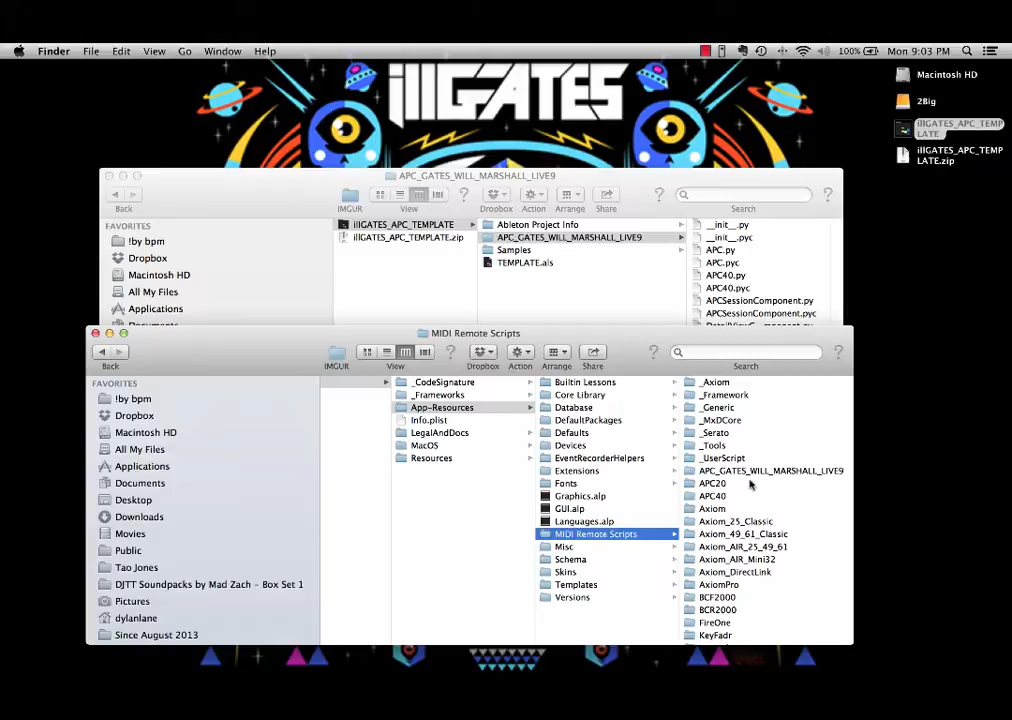 Finder File Edit View Go Window Help 100% Mon 9:03 PM
illGATES
Macintosh HD
2Big
illGATES_APC_TEMP
LATE
illGATES_APC_TEMP
LATE.zip
APC_GATES_WILL_MARSHALL_LIVE9
Back IMGUR View Dropbox Action Arrange Share Search
FAVORITES
!by bpm
Dropbox
Macintosh HD
All My Files
Applications
illGATES_APC_TEMPLATE
illGATES_APC_TEMPLATE.zip
Ableton Project Info
APC_GATES_WILL_MARSHALL_LIVE9
Samples
TEMPLATE.als
__init__.py
__init__.pyc
APC.py
APC.pyc
APC40.py
APC40.pyc
APCSessionComponent.py
APCSessionComponent.pyc
MIDI Remote Scripts
Back IMGUR View Dropbox Action Arrange Share Search
FAVORITES
!by bpm
Dropbox
Macintosh HD
All My Files
Applications
Documents
Desktop
Downloads
Movies
Public
Tao Jones
DJTT Soundpacks by Mad Zach - Box Set 1
Pictures
dylanlane
Since August 2013
_CodeSignature
_Frameworks
App-Resources
Info.plist
LegalAndDocs
MacOS
Resources
Builtin Lessons
Core Library
Database
DefaultPackages
Defaults
Devices
EventRecorderHelpers
Extensions
Fonts
Graphics.alp
GUI.alp
Languages.alp
MIDI Remote Scripts
Misc
Schema
Skins
Templates
Versions
_Axiom
_Framework
_Generic
_MxDCore
_Serato
_Tools
_UserScript
APC_GATES_WILL_MARSHALL_LIVE9
APC20
APC40
Axiom
Axiom_25_Classic
Axiom_49_61_Classic
Axiom_AIR_25_49_61
Axiom_AIR_Mini32
Axiom_DirectLink
AxiomPro
BCF2000
BCR2000
FireOne
KeyFadr